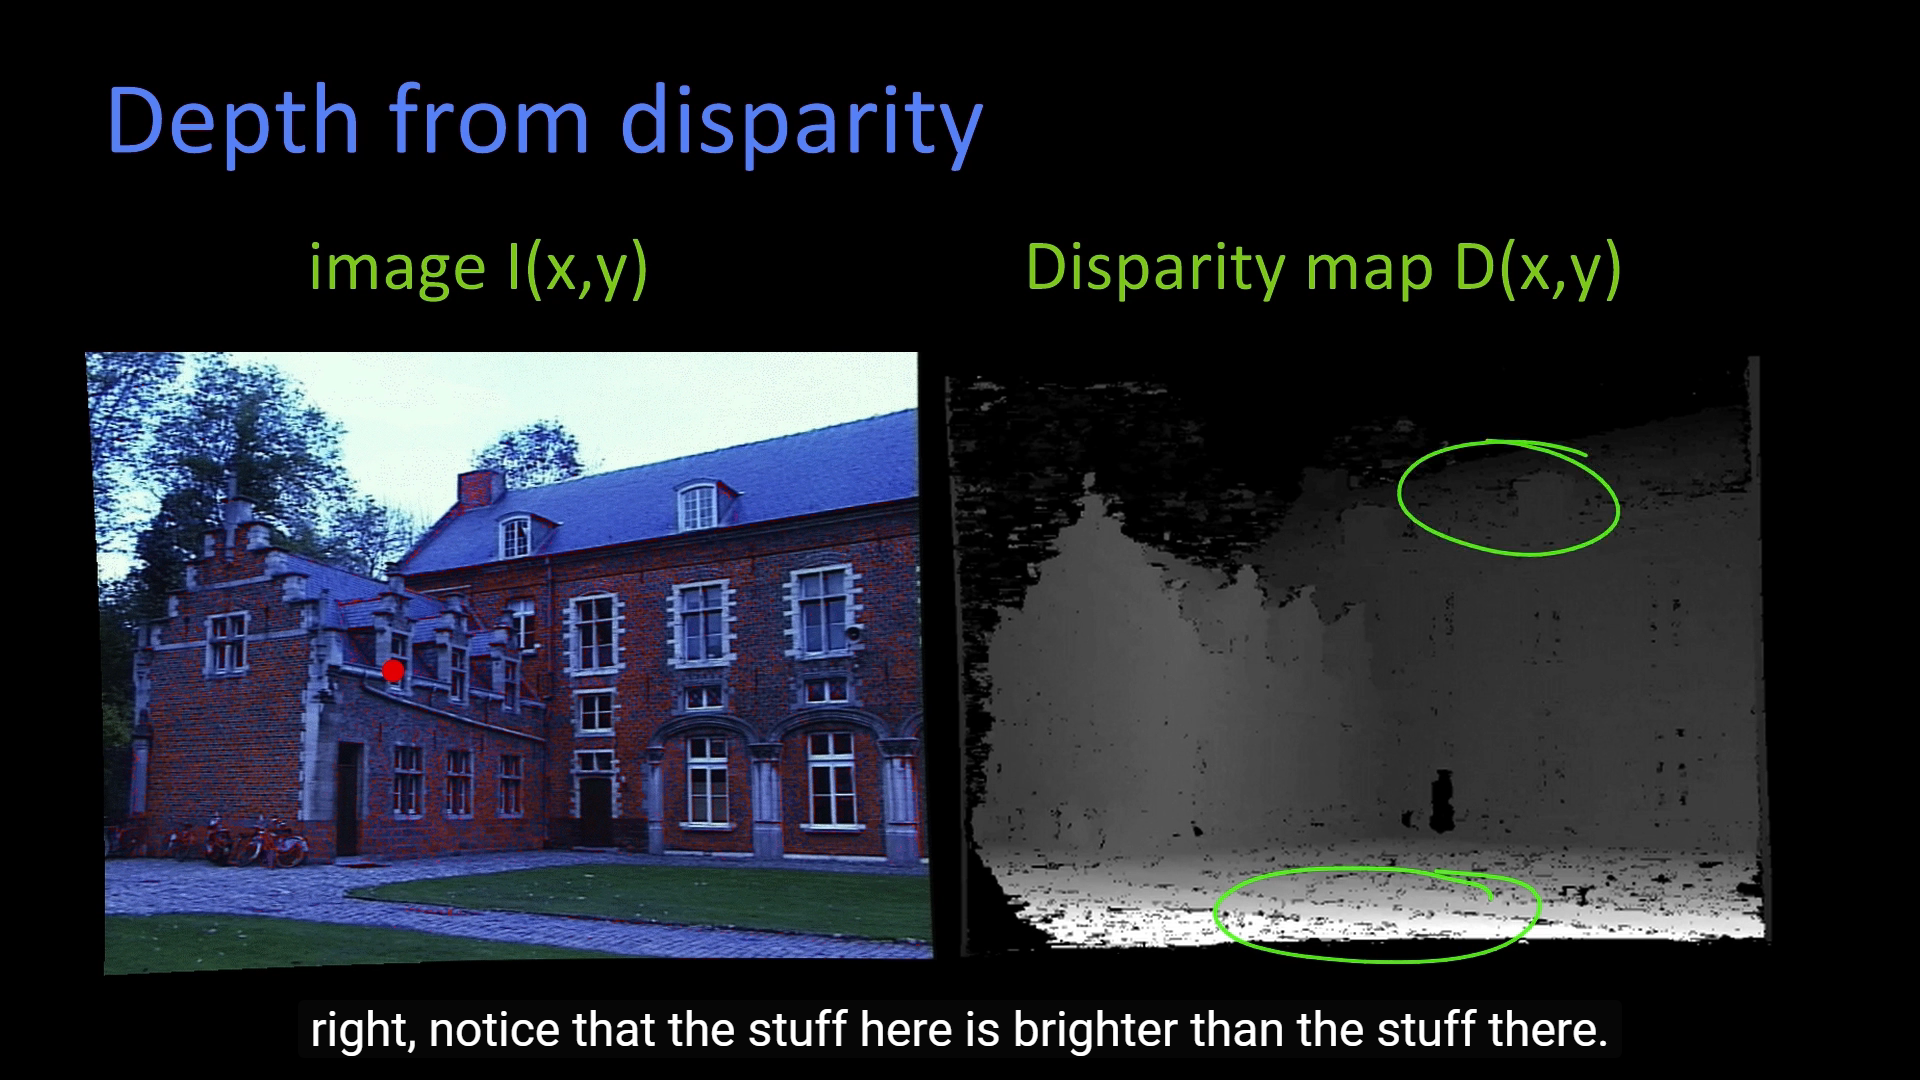 Depth from disparity
image I(x,y)
Disparity map D(x,y)
right, notice that the stuff here is brighter than the stuff there.